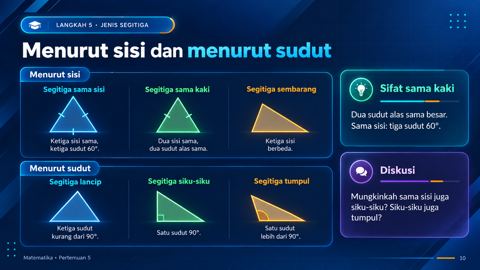 LANGKAH 5 • JENIS SEGITIGA
Menurut sisi dan menurut sudut
Menurut sisi
Segitiga sama sisi
Ketiga sisi sama,
ketiga sudut 60°.
Segitiga sama kaki
Dua sisi sama,
dua sudut alas sama.
Segitiga sembarang
Ketiga sisi
berbeda.
Menurut sudut
Segitiga lancip
Ketiga sudut
kurang dari 90°.
Segitiga siku-siku
Satu sudut 90°.
Segitiga tumpul
Satu sudut
lebih dari 90°.
Sifat sama kaki
Dua sudut alas sama besar.
Sama sisi: tiga sudut 60°.
Diskusi
Mungkinkah sama sisi juga
siku-siku? Siku-siku juga
tumpul?
Matematika • Pertemuan 5
10